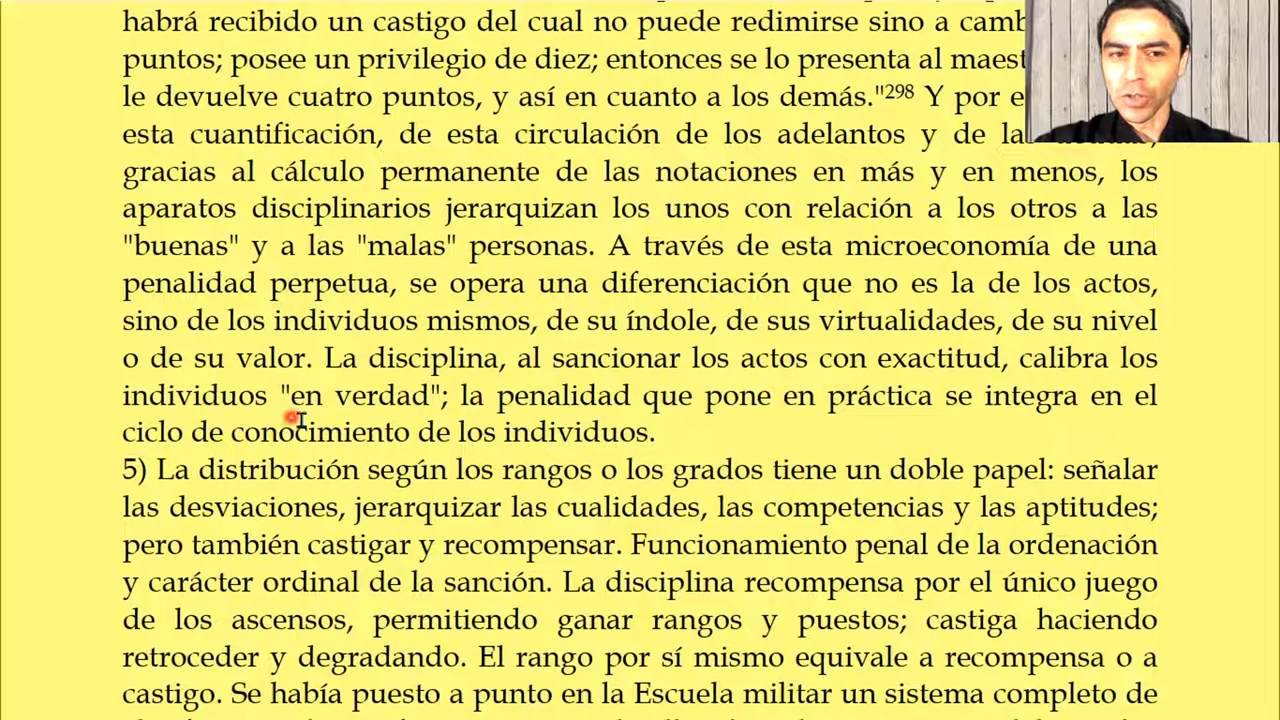 habrá recibido un castigo del cual no puede redimirse sino a
puntos; posee un privilegio de diez; entonces se lo presenta al
le devuelve cuatro puntos, y así en cuanto a los demás."298 Y por
esta cuantificación, de esta circulación de los adelantos y de
gracias al cálculo permanente de las notaciones en más y en menos, los
aparatos disciplinarios jerarquizan los unos con relación a los otros a las
"buenas" y a las "malas" personas. A través de esta microeconomía de una
penalidad perpetua, se opera una diferenciación que no es la de los actos,
sino de los individuos mismos, de su índole, de sus virtualidades, de su nivel
o de su valor. La disciplina, al sancionar los actos con exactitud, calibra los
individuos "en verdad"; la penalidad que pone en práctica se integra en el
ciclo de conocimiento de los individuos.
5) La distribución según los rangos o los grados tiene un doble papel: señalar
las desviaciones, jerarquizar las cualidades, las competencias y las aptitudes;
pero también castigar y recompensar. Funcionamiento penal de la ordenación
y carácter ordinal de la sanción. La disciplina recompensa por el único juego
de los ascensos, permitiendo ganar rangos y puestos; castiga haciendo
retroceder y degradando. El rango por sí mismo equivale a recompensa o a
castigo. Se había puesto a punto en la Escuela militar un sistema completo de